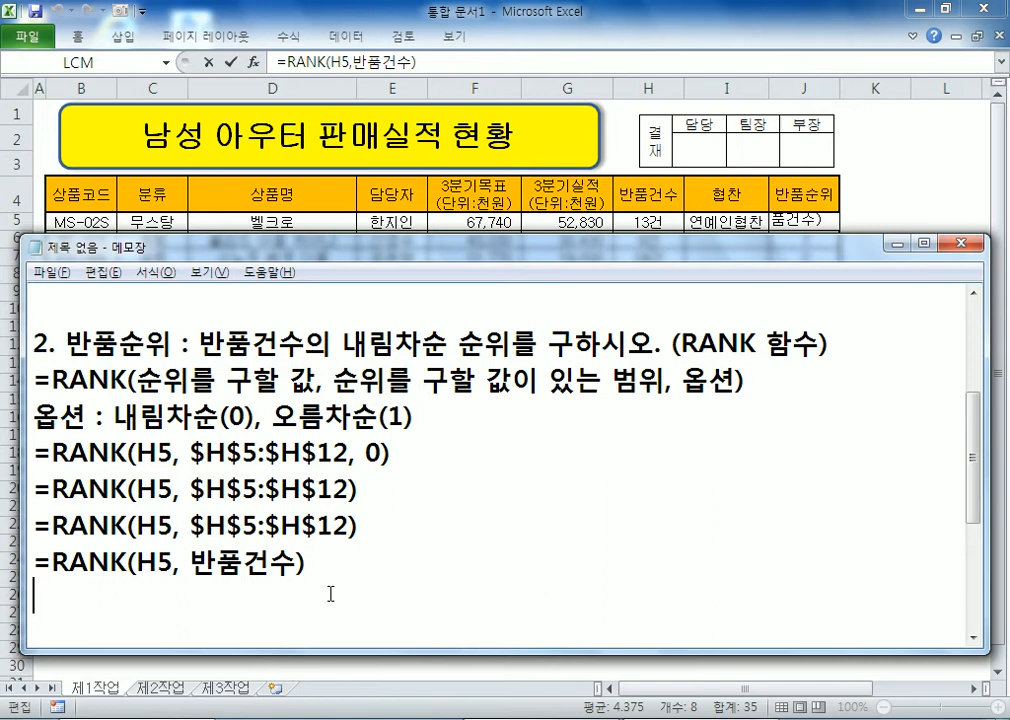 통합 문서1 - Microsoft Excel
파일 홈 삽입 페이지 레이아웃 수식 데이터 검토 보기
LCM fx =RANK(H5,반품건수)
A B C D E F G H I J K L
1 남성 아우터 판매실적 현황 결재 담당 팀장 부장
2
3
4 상품코드 분류 상품명 담당자 3분기목표 (단위:천원) 3분기실적 (단위:천원) 반품건수 협찬 반품순위
5 MS-02S 무스탕 벨크로 한지인 67,740 52,830 13건 연예인협찬 품건수)
제목 없음 - 메모장
파일(F) 편집(E) 서식(O) 보기(V) 도움말(H)
2. 반품순위 : 반품건수의 내림차순 순위를 구하시오. (RANK 함수)
=RANK(순위를 구할 값, 순위를 구할 값이 있는 범위, 옵션)
옵션 : 내림차순(0), 오름차순(1)
=RANK(H5, $H$5:$H$12, 0)
=RANK(H5, $H$5:$H$12)
=RANK(H5, $H$5:$H$12)
=RANK(H5, 반품건수)
30
제1작업 제2작업 제3작업
편집 평균: 4.375 개수: 8 합계: 35 100%